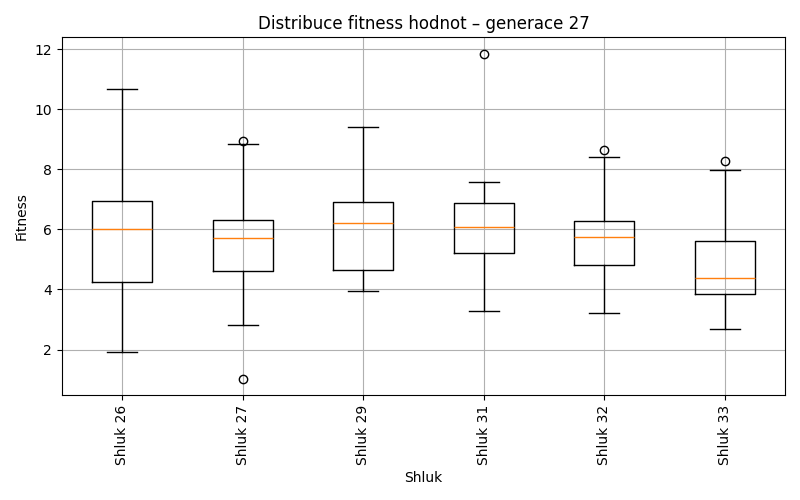 Distribuce fitness hodnot – generace 27
Fitness
12
10
8
6
4
2
Shluk 26
Shluk 27
Shluk 29
Shluk 31
Shluk 32
Shluk 33
Shluk